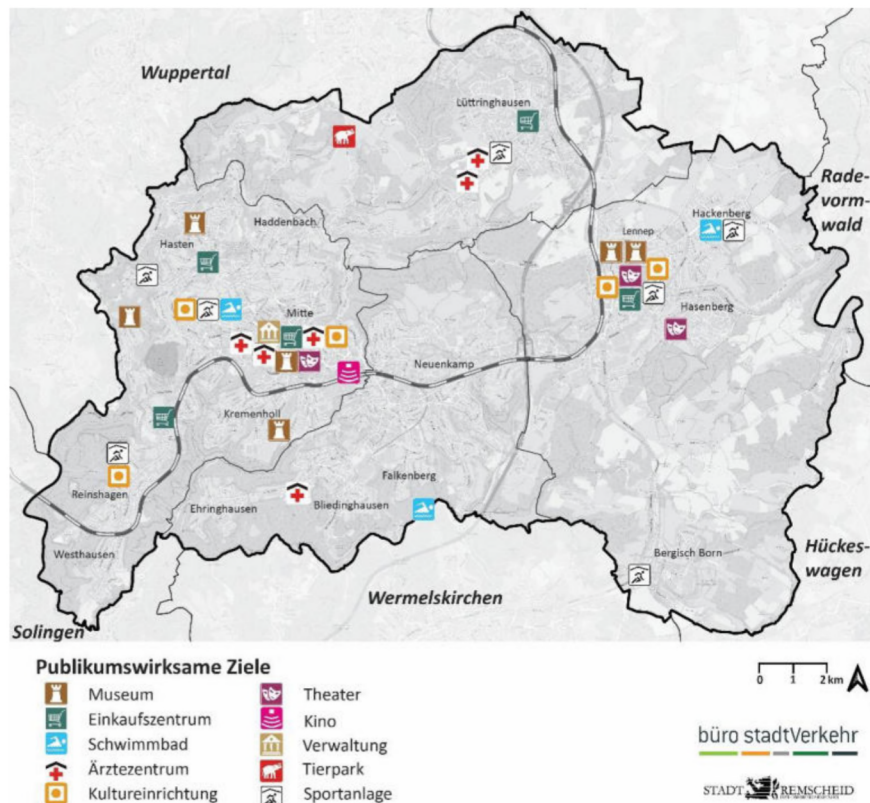 Wuppertal
Lüttringhausen
Rade-
vorm-
wald
Hackenberg
Haddenbach
Lennep
Hasten
Hasenberg
Mitte
Neuenkamp
Kremenholl
Falkenberg
Reinshagen
Ehringhausen
Bliedinghausen
Westhausen
Bergisch Born
Hückes-
wagen
Wermelskirchen
Solingen
Publikumswirksame Ziele
Museum
Einkaufszentrum
Schwimmbad
Ärztezentrum
Kultureinrichtung
Theater
Kino
Verwaltung
Tierpark
Sportanlage
0 1 2 km
büro stadtVerkehr
STADT REMSCHEID